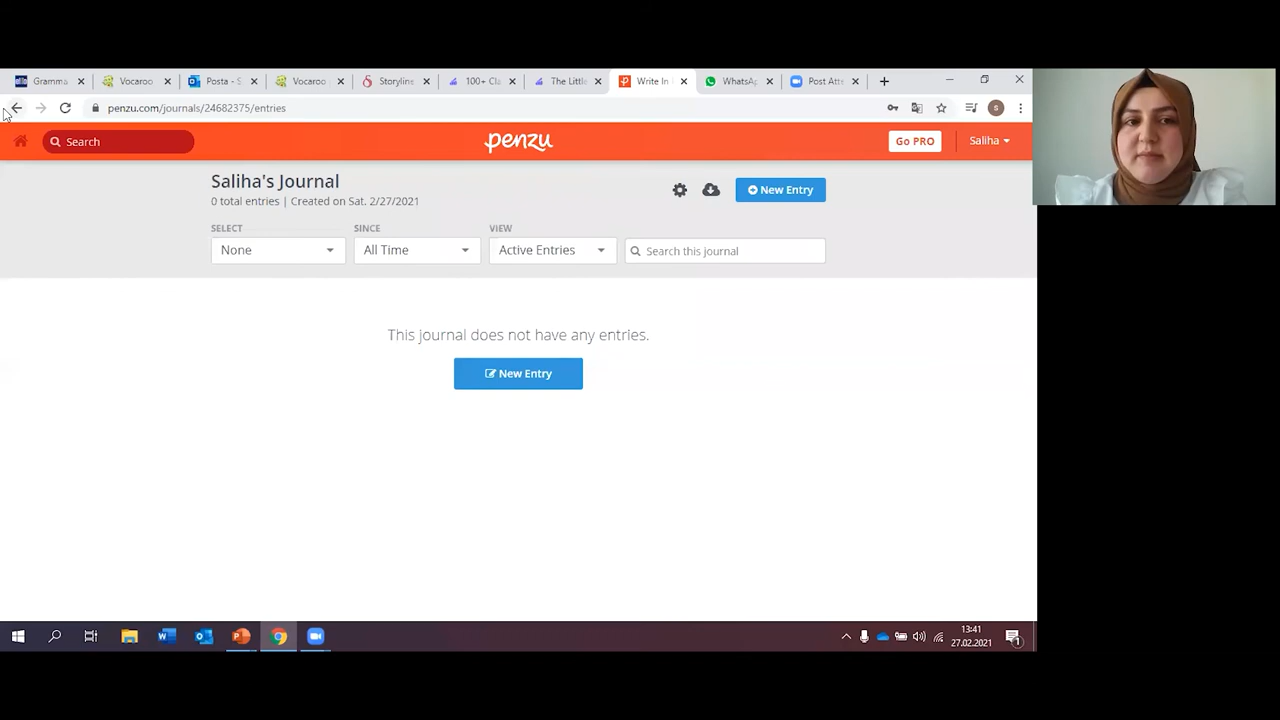 Gramma
Vocaroo
Posta - S
Vocaroo
Storyline
100+ Cla
The Little
Write In
WhatsAp
Post Atte
penzu.com/journals/24682375/entries
S
Search
penzu
Go PRO
Saliha
Saliha's Journal
0 total entries | Created on Sat. 2/27/2021
New Entry
SELECT
SINCE
VIEW
None
All Time
Active Entries
Search this journal
This journal does not have any entries.
New Entry
13:41
27.02.2021
1